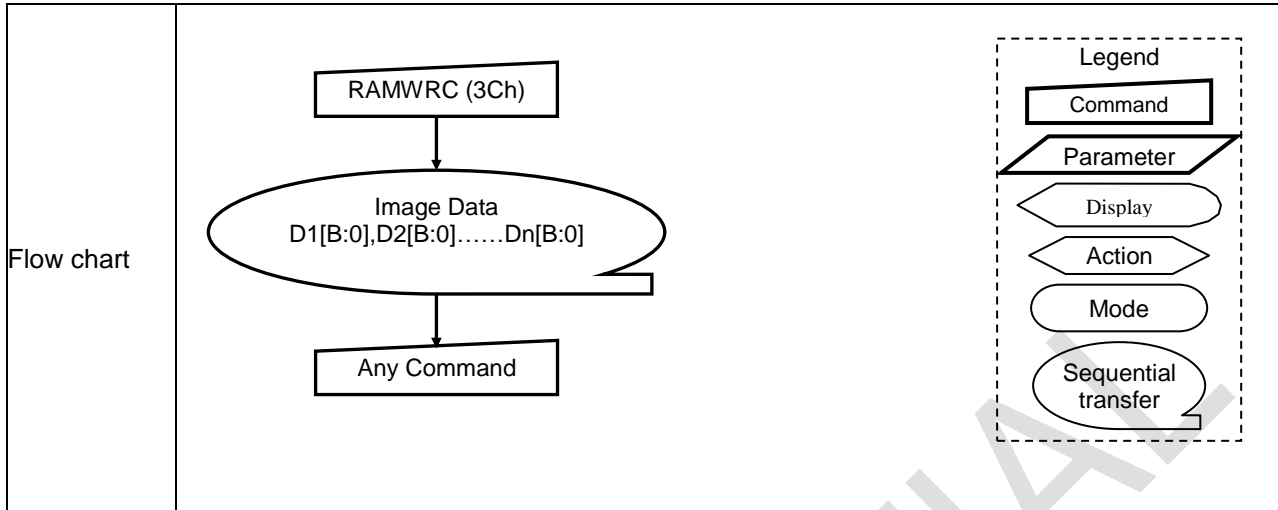 Flow chart
RAMWRC (3Ch)
Image Data
D1[B:0],D2[B:0]……Dn[B:0]
Any Command
Legend
Command
Parameter
Display
Action
Mode
Sequential
transfer